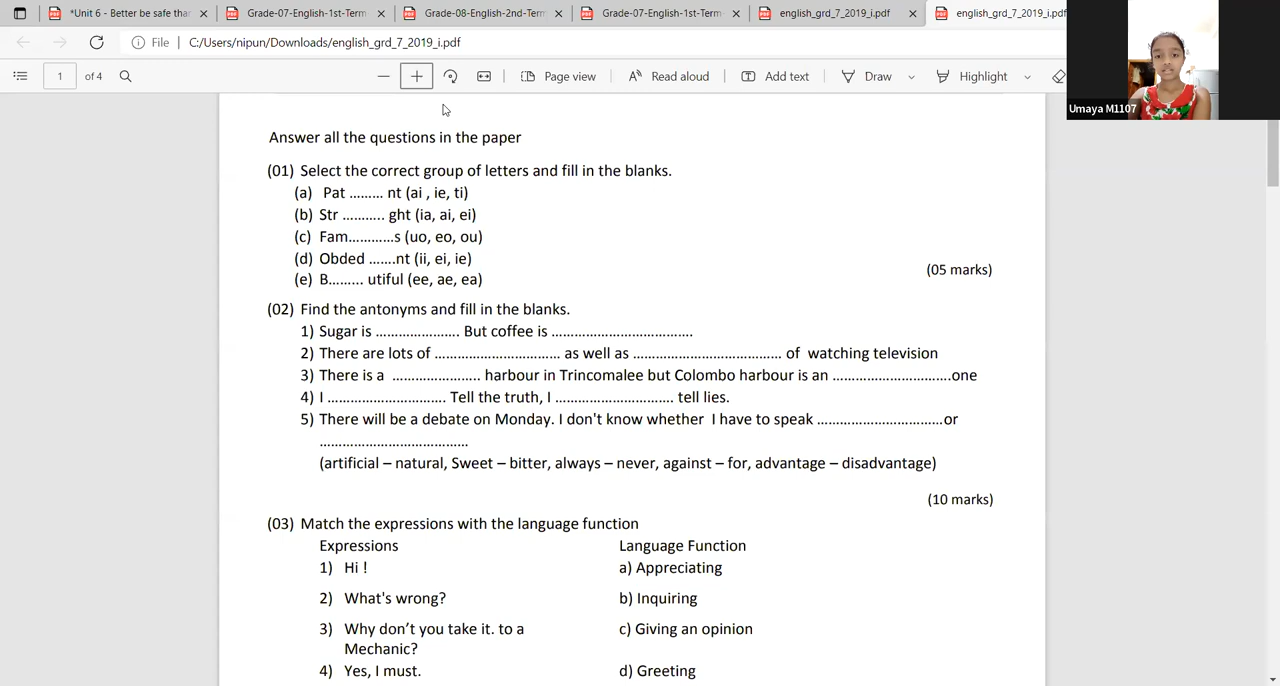 *Unit 6 - Better be safe tha
Grade-07-English-1st-Term
Grade-08-English-2nd-Term
Grade-07-English-1st-Term
english_grd_7_2019_i.pdf
english_grd_7_2019_i.pdf
File
C:/Users/nipun/Downloads/english_grd_7_2019_i.pdf
1 of 4
Page view
Read aloud
Add text
Draw
Highlight
Umaya M1107
Answer all the questions in the paper
(01) Select the correct group of letters and fill in the blanks.
(a) Pat ......... nt (ai , ie, ti)
(b) Str ........... ght (ia, ai, ei)
(c) Fam............s (uo, eo, ou)
(d) Obded .......nt (ii, ei, ie)
(e) B......... utiful (ee, ae, ea)
(05 marks)
(02) Find the antonyms and fill in the blanks.
1) Sugar is ..................... But coffee is ...................................
2) There are lots of ................................ as well as ...................................... of watching television
3) There is a ....................... harbour in Trincomalee but Colombo harbour is an ..............................one
4) I .............................. Tell the truth, I .............................. tell lies.
5) There will be a debate on Monday. I don't know whether I have to speak ................................or
......................................
(artificial – natural, Sweet – bitter, always – never, against – for, advantage – disadvantage)
(10 marks)
(03) Match the expressions with the language function
Expressions Language Function
1) Hi ! a) Appreciating
2) What's wrong? b) Inquiring
3) Why don't you take it. to a c) Giving an opinion
Mechanic?
4) Yes, I must. d) Greeting